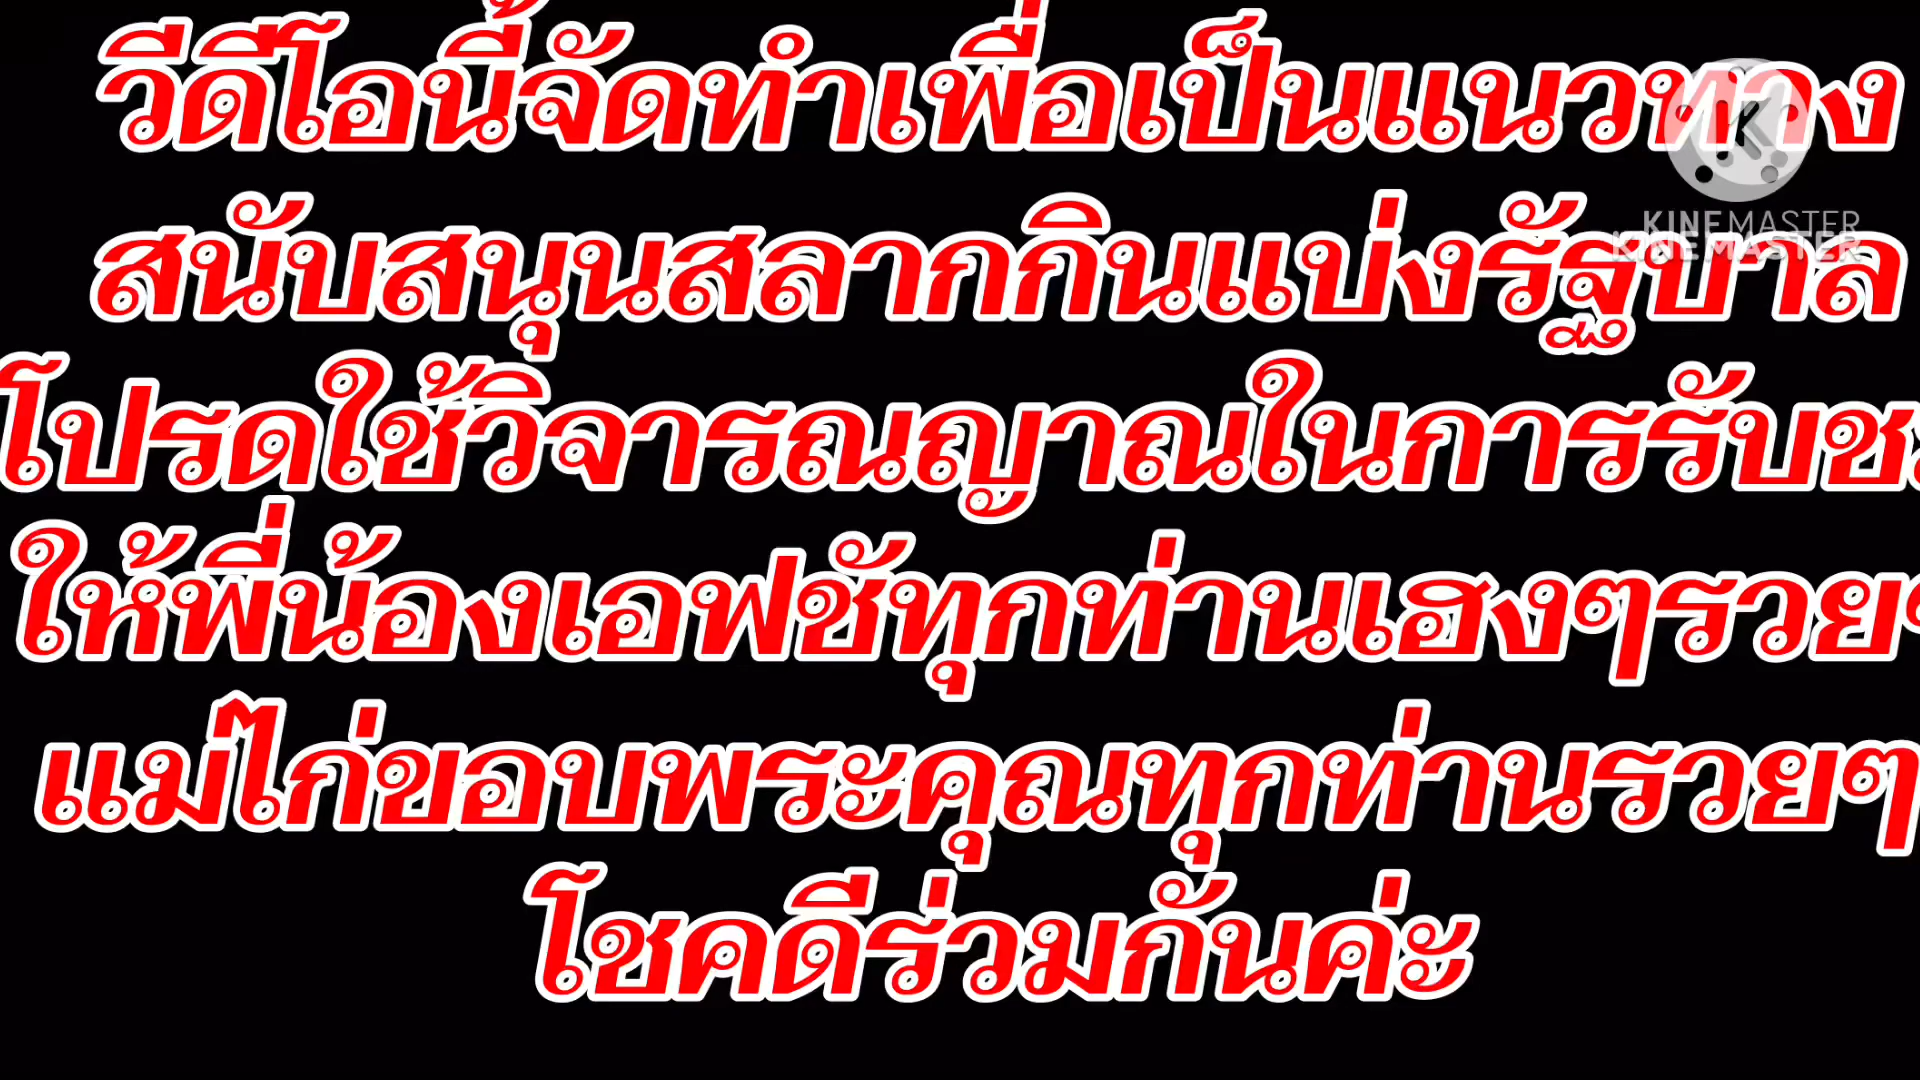 วีดีโอนี้จัดทำเพื่อเป็นแนวทาง
สนับสนุนสลากกินแบ่งรัฐบาล
โปรดใช้วิจารณญาณในการรับช
ให้พี่น้องเอฟซัทุกท่านเฮงๆรวย
แม่ไก่ขอบพระคุณทุกท่านรวยๆ
โชคดีร่วมกันค่ะ
KINEMASTER
KINEMASTER